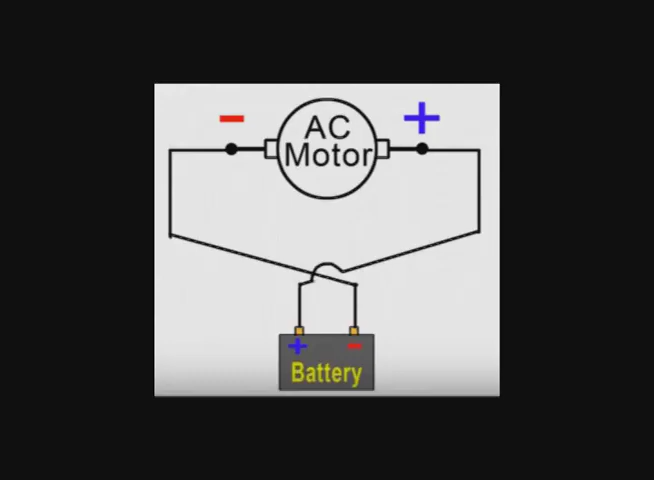 − +
AC
Motor
+ −
Battery